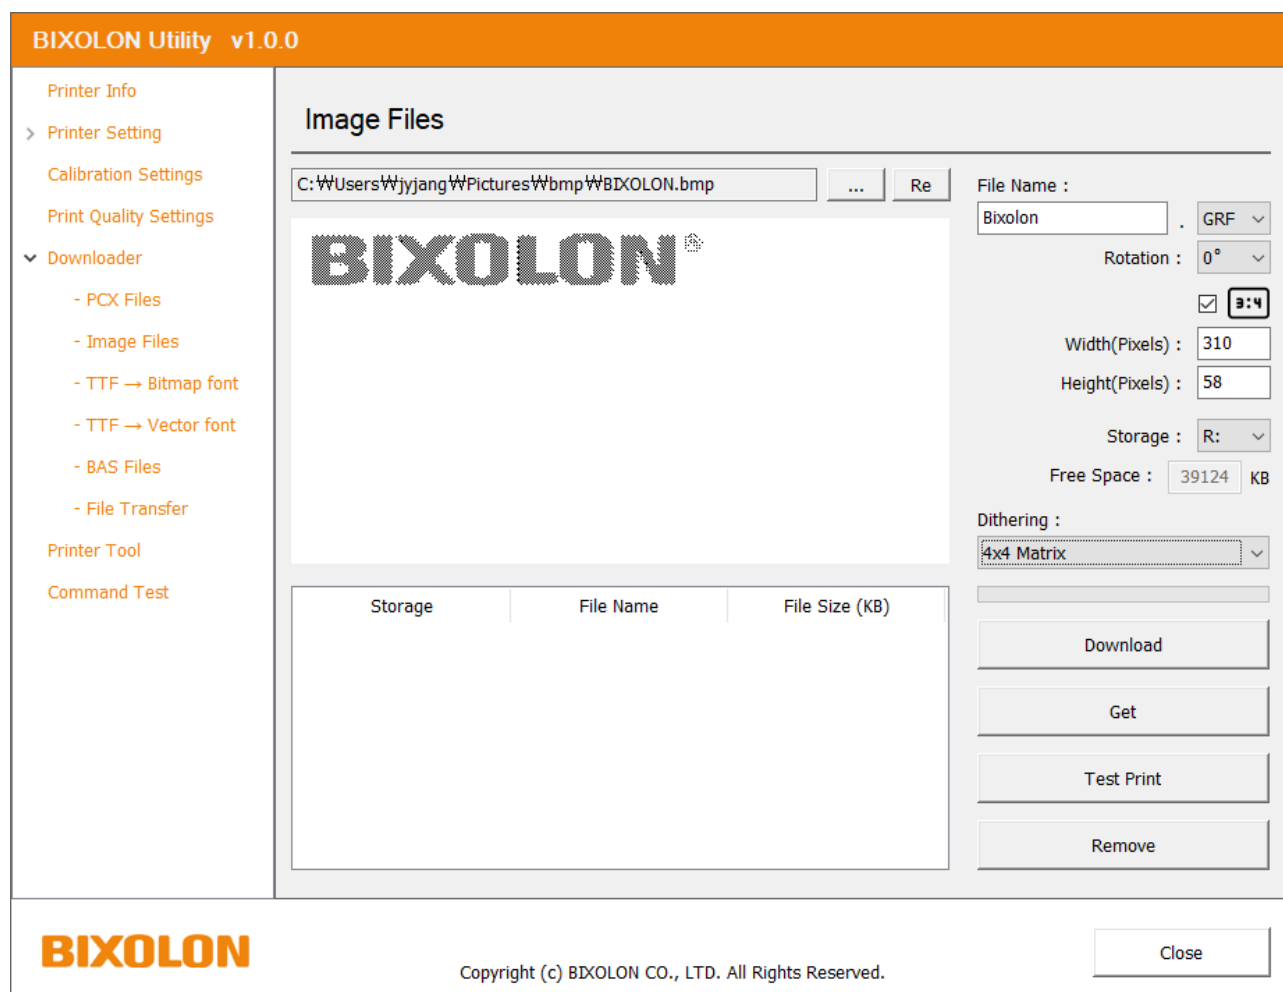 BIXOLON Utility v1.0.0
Printer Info
Printer Setting
Calibration Settings
Print Quality Settings
Downloader
- PCX Files
- Image Files
- TTF → Bitmap font
- TTF → Vector font
- BAS Files
- File Transfer
Printer Tool
Command Test
Image Files
C:₩Users₩jyjang₩Pictures₩bmp₩BIXOLON.bmp ... Re
BIXOLON®
Storage File Name File Size (KB)
File Name :
Bixolon . GRF
Rotation : 0°
3:4
Width(Pixels) : 310
Height(Pixels) : 58
Storage : R:
Free Space : 39124 KB
Dithering :
4x4 Matrix
Download
Get
Test Print
Remove
BIXOLON
Copyright (c) BIXOLON CO., LTD. All Rights Reserved.
Close